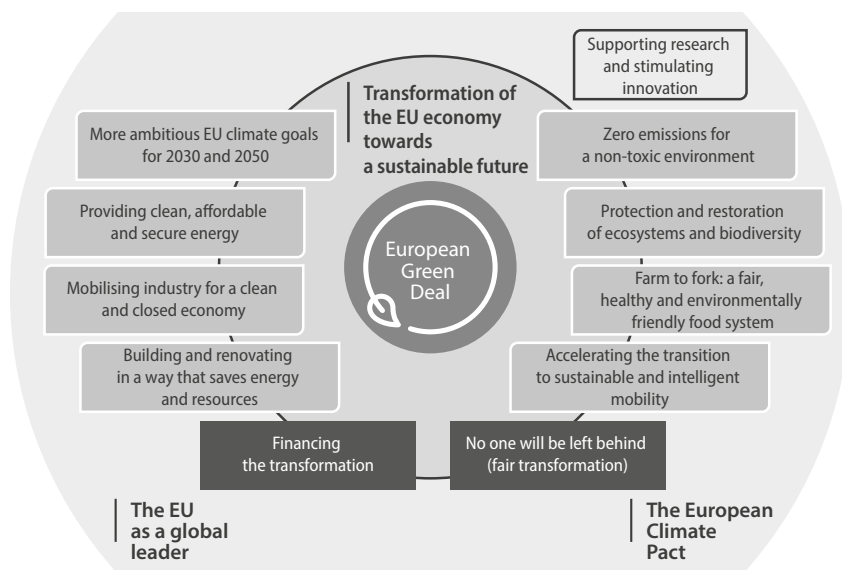 Supporting research
and stimulating
innovation
Transformation of
the EU economy
towards
a sustainable future
More ambitious EU climate goals
for 2030 and 2050
Zero emissions for
a non-toxic environment
Providing clean, affordable
and secure energy
Protection and restoration
of ecosystems and biodiversity
European
Green
Deal
Mobilising industry for a clean
and closed economy
Farm to fork: a fair,
healthy and environmentally
friendly food system
Building and renovating
in a way that saves energy
and resources
Accelerating the transition
to sustainable and intelligent
mobility
Financing
the transformation
No one will be left behind
(fair transformation)
The EU
as a global
leader
The European
Climate
Pact